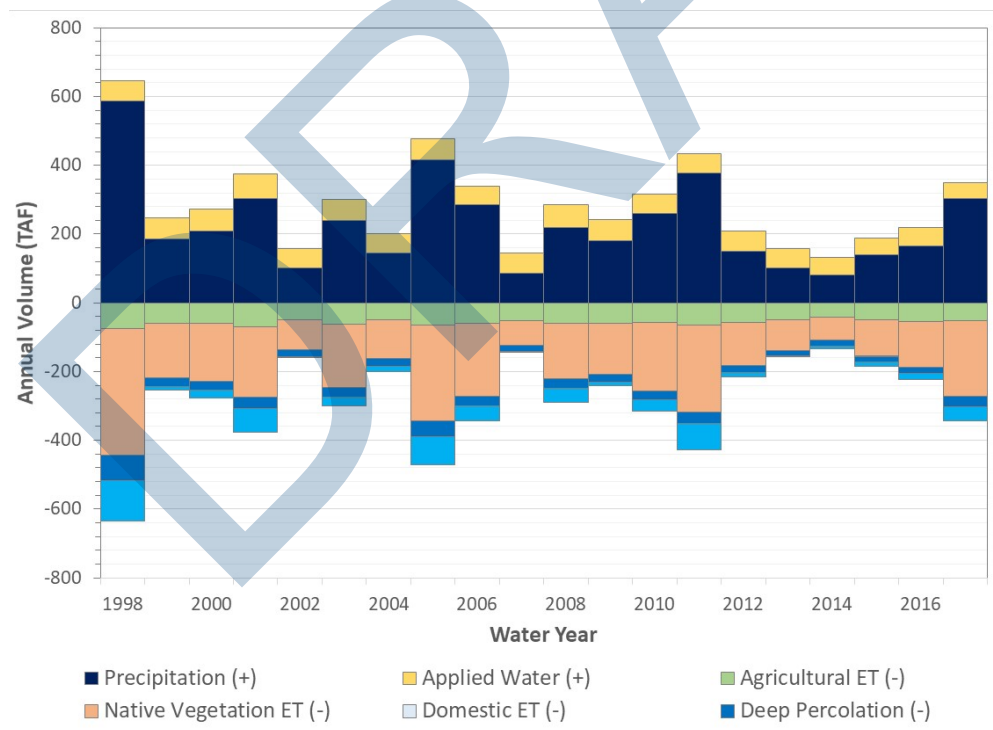 800
600
400
200
0
-200
-400
-600
-800
Annual Volume (TAF)
1998 2000 2002 2004 2006 2008 2010 2012 2014 2016
Water Year
Precipitation (+) Applied Water (+) Agricultural ET (-)
Native Vegetation ET (-) Domestic ET (-) Deep Percolation (-)
DRA